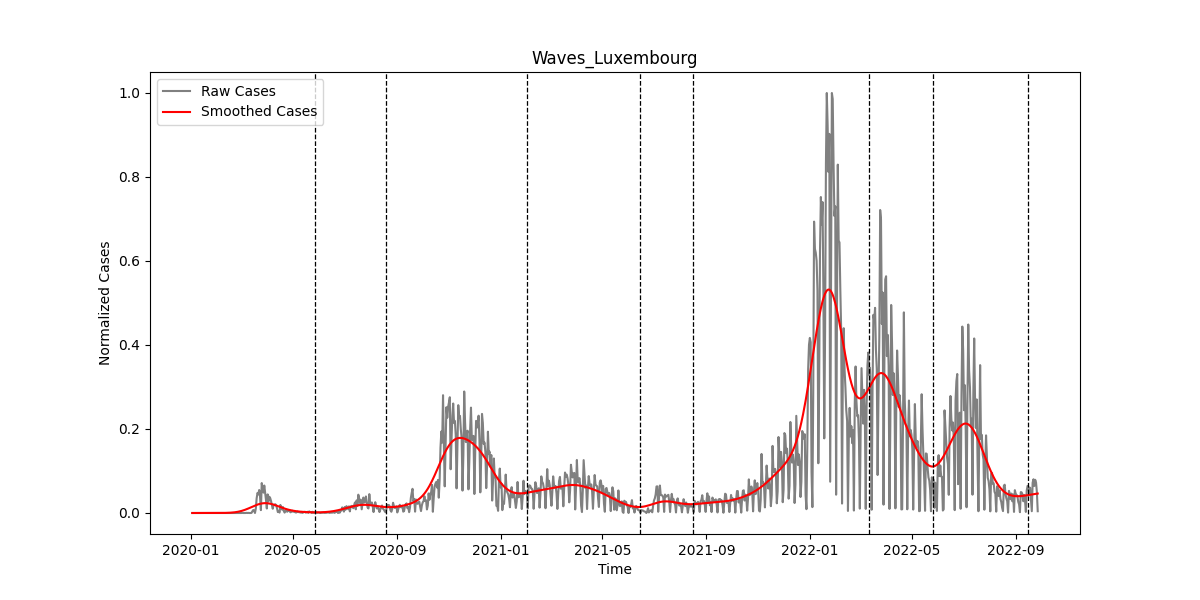 Waves_Luxembourg
Raw Cases
Smoothed Cases
Normalized Cases
1.0
0.8
0.6
0.4
0.2
0.0
2020-01 2020-05 2020-09 2021-01 2021-05 2021-09 2022-01 2022-05 2022-09
Time